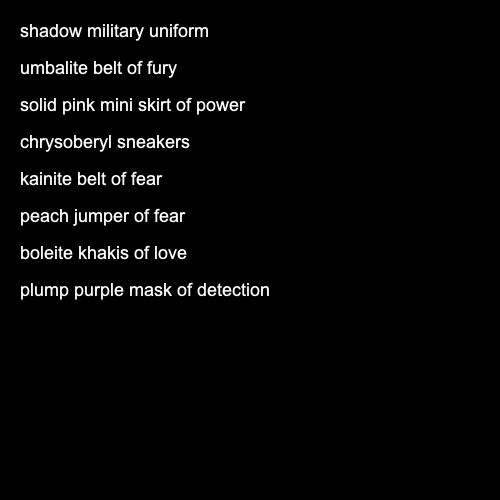 shadow military uniform
umbalite belt of fury
solid pink mini skirt of power
chrysoberyl sneakers
kainite belt of fear
peach jumper of fear
boleite khakis of love
plump purple mask of detection